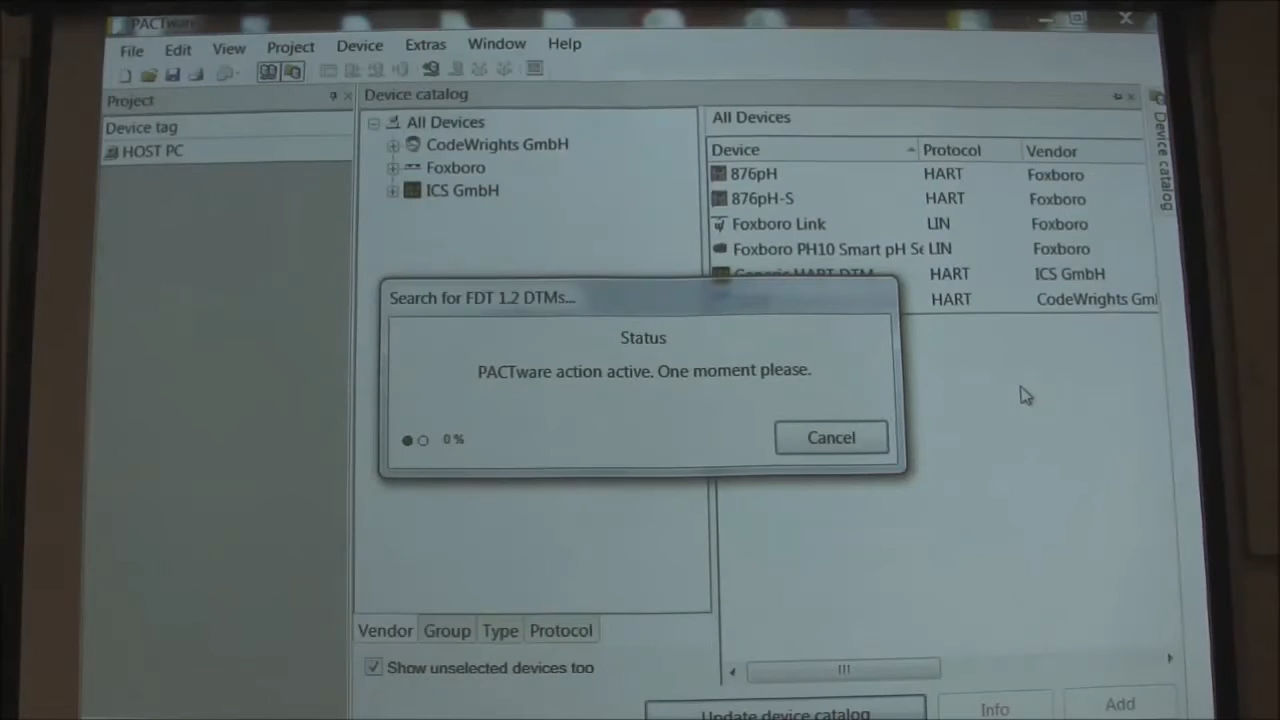 PACTware
File Edit View Project Device Extras Window Help
Project
Device tag
HOST PC
Device catalog
All Devices
CodeWrights GmbH
Foxboro
ICS GmbH
All Devices
Device Protocol Vendor
876pH HART Foxboro
876pH-S HART Foxboro
Foxboro Link LIN Foxboro
Foxboro PH10 Smart pH Se LIN Foxboro
Generic HART DTM HART ICS GmbH
HART CodeWrights Gml
Device catalog
Search for FDT 1.2 DTMs...
Status
PACTware action active. One moment please.
0 %
Cancel
Vendor Group Type Protocol
Show unselected devices too
Update device catalog Info Add